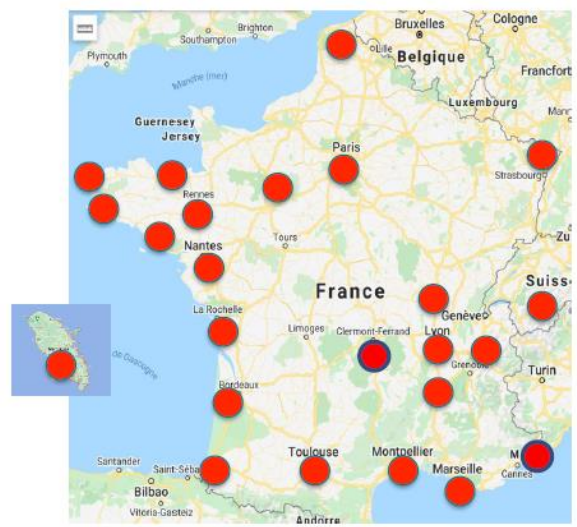 Brighton
Bruxelles
Cologne
Southampton
Lille
Plymouth
Belgique
Francfort
Manche (mer)
Luxembourg
Guernesey
Jersey
Paris
Strasbourg
Rennes
Tours
Nantes
Suiss
France
Genève
La Rochelle
Limoges
Clermont-Ferrand
Lyon
de Gascogne
Grenoble
Turin
Bordeaux
Toulouse
Montpellier
M
Santander
Saint-Séba
Marseille
Cannes
Bilbao
Vitoria-Gasteiz
Andorre